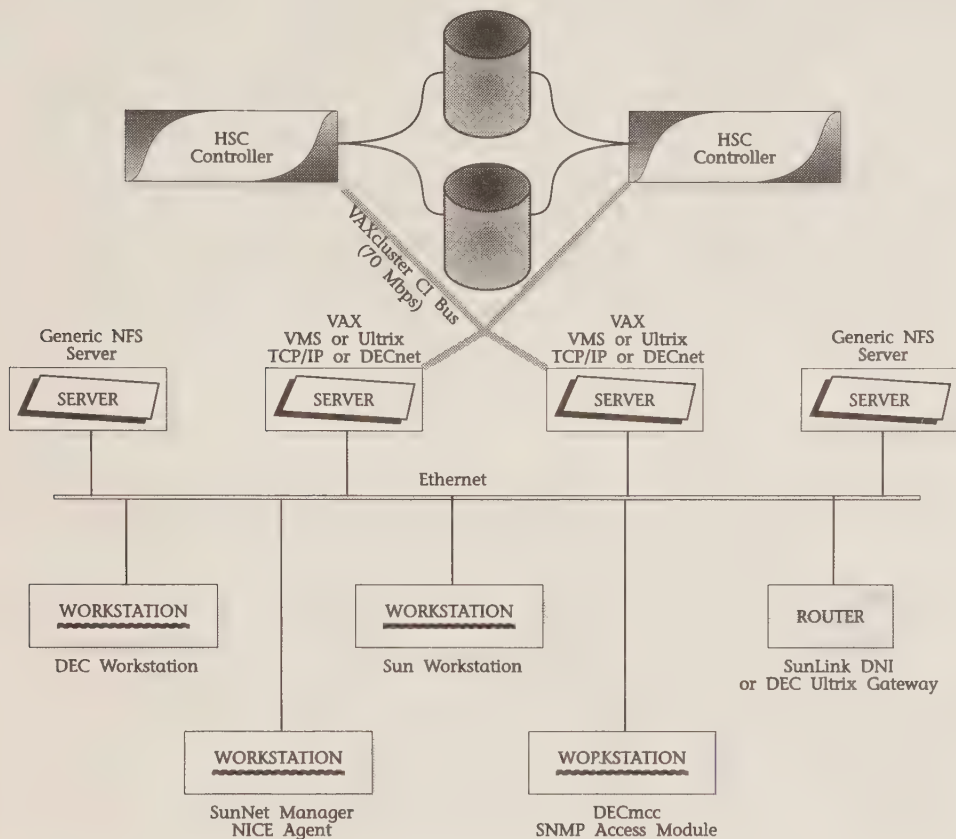 HSC
Controller
HSC
Controller
VAXcluster CI Bus
(70 Mbps)
Generic NFS
Server
SERVER
VAX
VMS or Ultrix
TCP/IP or DECnet
SERVER
VAX
VMS or Ultrix
TCP/IP or DECnet
SERVER
Generic NFS
Server
SERVER
Ethernet
WORKSTATION
DEC Workstation
WORKSTATION
Sun Workstation
ROUTER
SunLink DNI
or DEC Ultrix Gateway
WORKSTATION
SunNet Manager
NICE Agent
WOPKSTATION
DECmcc
SNMP Access Module